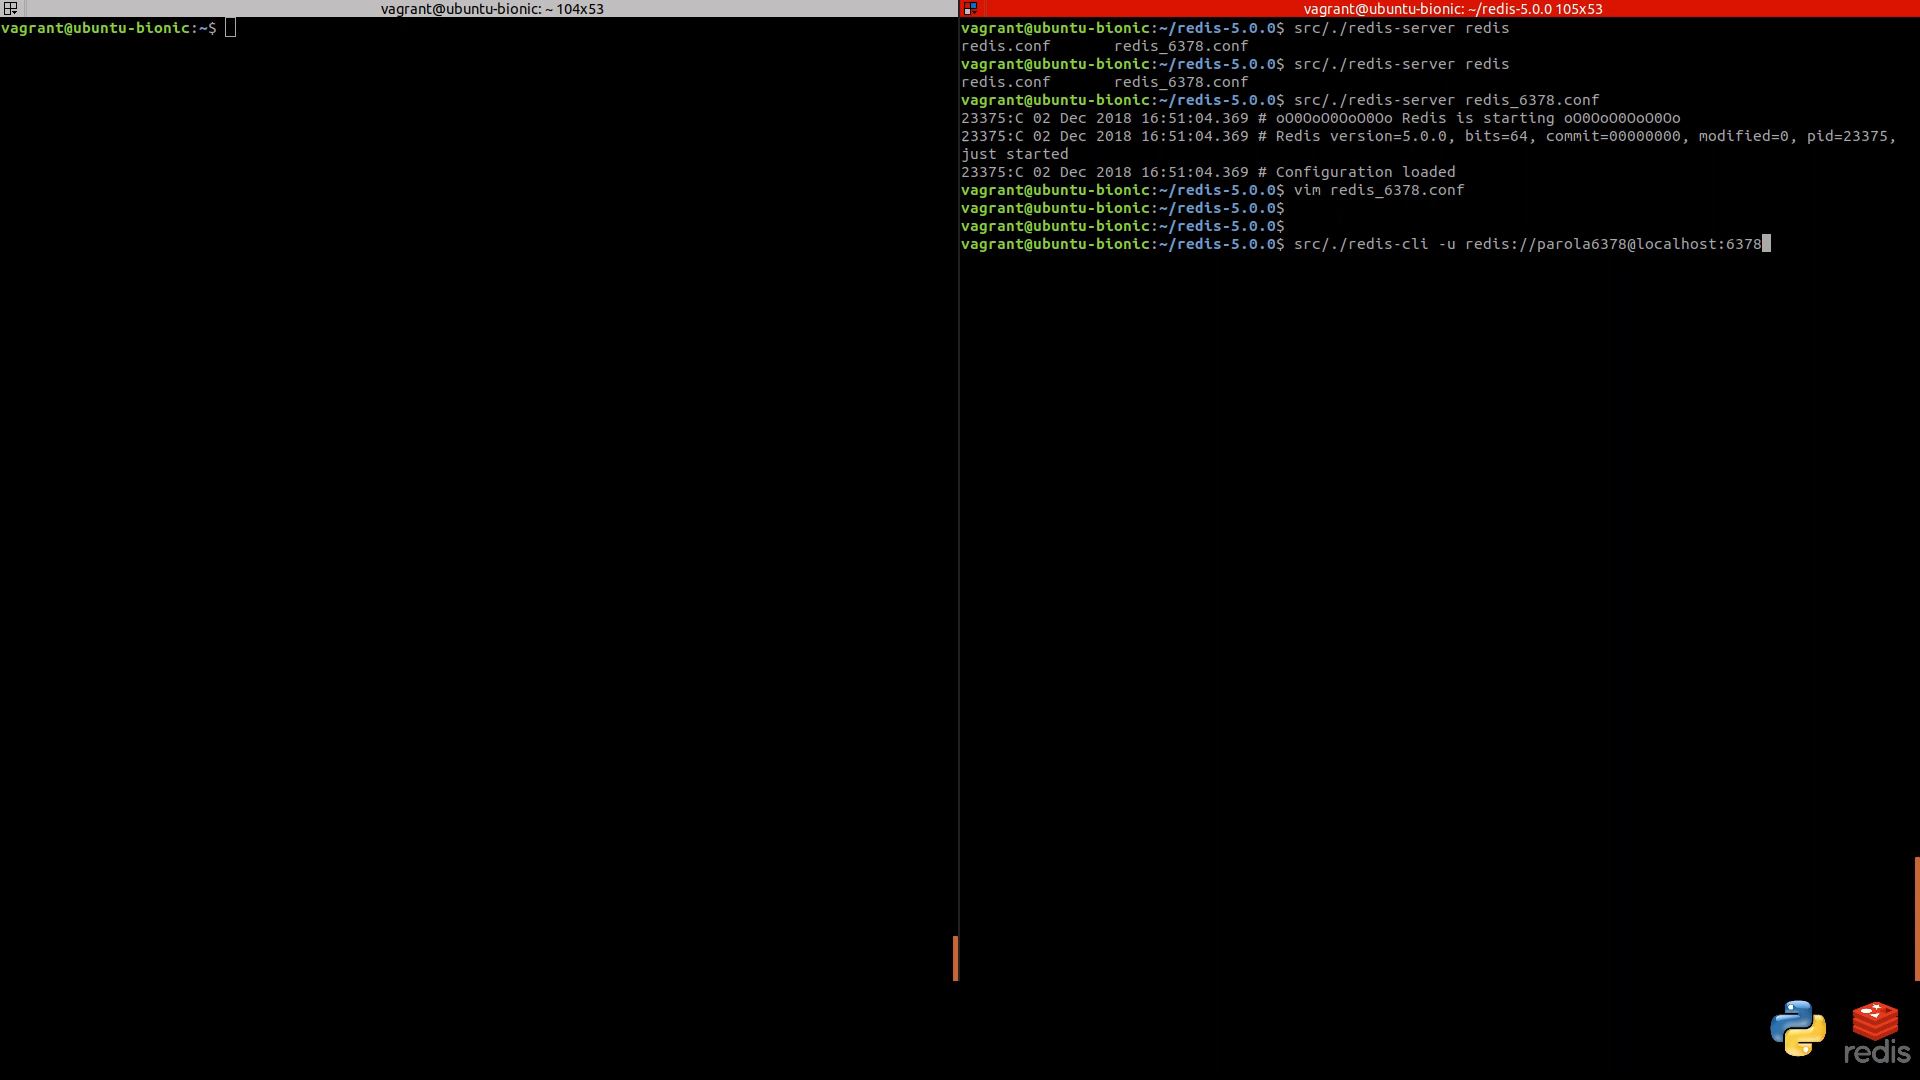 vagrant@ubuntu-bionic: ~ 104x53
vagrant@ubuntu-bionic:~$
vagrant@ubuntu-bionic: ~/redis-5.0.0 105x53
vagrant@ubuntu-bionic:~/redis-5.0.0$ src/./redis-server redis
redis.conf       redis_6378.conf
vagrant@ubuntu-bionic:~/redis-5.0.0$ src/./redis-server redis
redis.conf       redis_6378.conf
vagrant@ubuntu-bionic:~/redis-5.0.0$ src/./redis-server redis_6378.conf
23375:C 02 Dec 2018 16:51:04.369 # oO0OoO0OoO0Oo Redis is starting oO0OoO0OoO0Oo
23375:C 02 Dec 2018 16:51:04.369 # Redis version=5.0.0, bits=64, commit=00000000, modified=0, pid=23375,
just started
23375:C 02 Dec 2018 16:51:04.369 # Configuration loaded
vagrant@ubuntu-bionic:~/redis-5.0.0$ vim redis_6378.conf
vagrant@ubuntu-bionic:~/redis-5.0.0$
vagrant@ubuntu-bionic:~/redis-5.0.0$
vagrant@ubuntu-bionic:~/redis-5.0.0$ src/./redis-cli -u redis://parola6378@localhost:6378
redis